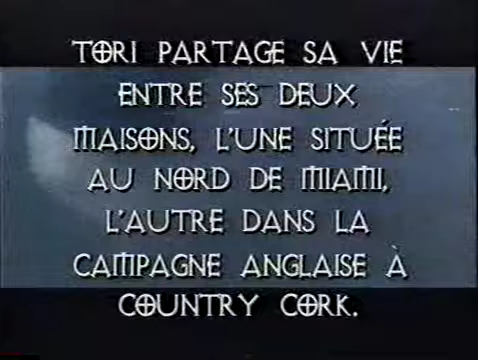 TORI PARTAGE SA VIE
ENTRE SES DEUX
MAISONS, L'UNE SITUÉE
AU NORD DE MIAMI,
L'AUTRE DANS LA
CAMPAGNE ANGLAISE À
COUNTRY CORK.